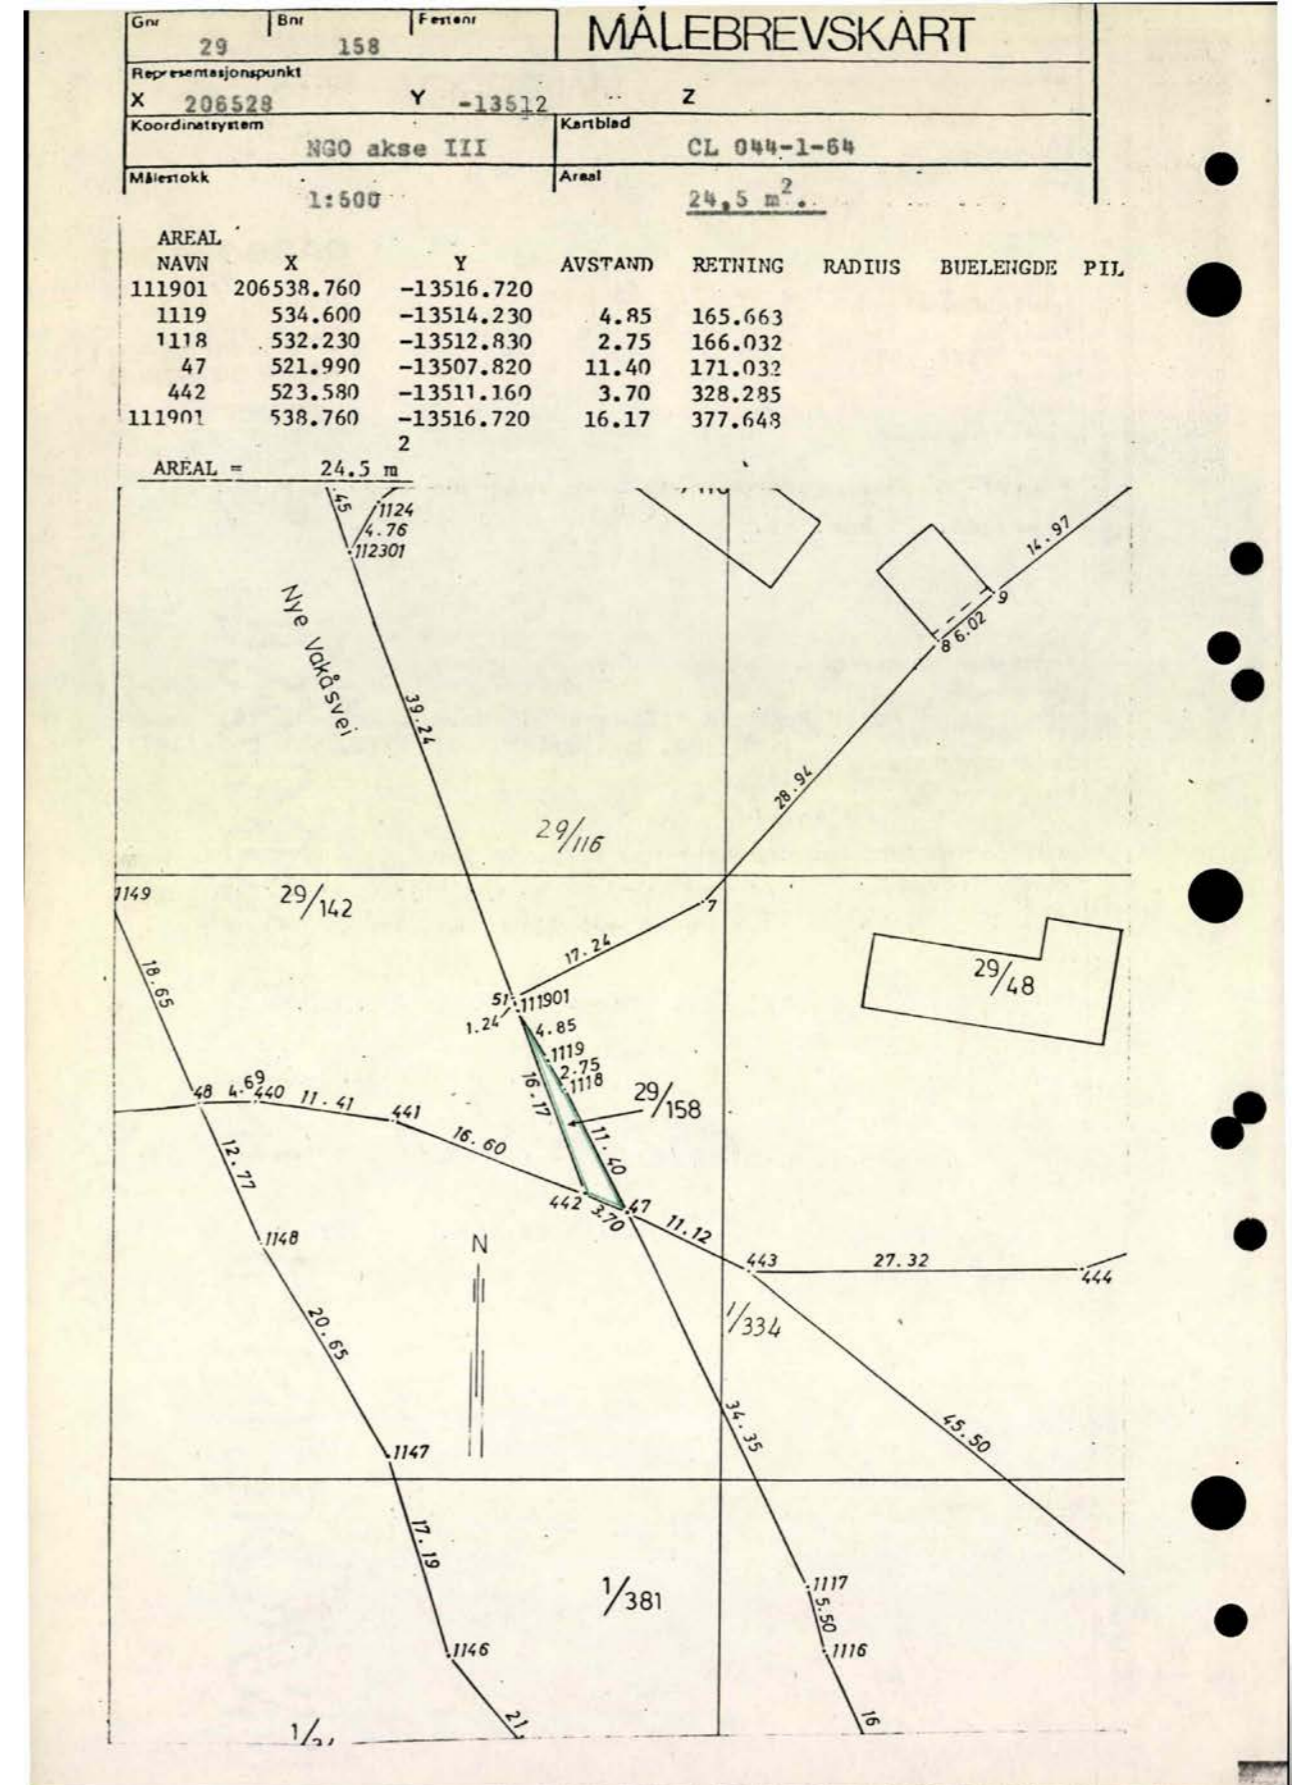 Gnr Bnr Festenr MÅLEBREVSKART
29 158
Representasjonspunkt
X 206528 Y -13512 Z
Koordinatsystem Kartblad
NGO akse III CL 044-1-64
Målestokk Areal
1:500 24,5 m².
AREAL
NAVN X Y AVSTAND RETNING RADIUS BUELENGDE PIL
111901 206538.760 -13516.720
1119 534.600 -13514.230 4.85 165.663
1118 532.230 -13512.830 2.75 166.032
47 521.990 -13507.820 11.40 171.032
442 523.580 -13511.160 3.70 328.285
111901 538.760 -13516.720 16.17 377.648
2
AREAL = 24.5 m
45
1124
4.76
112301
14.97
9
8 6.02
Nye Vakåsvei
39.24
28.94
29/116
1149
29/142
7
17.24
18.65
29/48
51
111901
1.24
4.85
1119
2.75
1118
16.17
29/158
48 4.69 440 11.41 441
16.60
11.40
12.77
442 3.70 47 11.12
1148
N
443 27.32 444
1/334
20.65
34.35
45.50
1147
17.19
1/381
1117
5.50
1146
1116
21
16